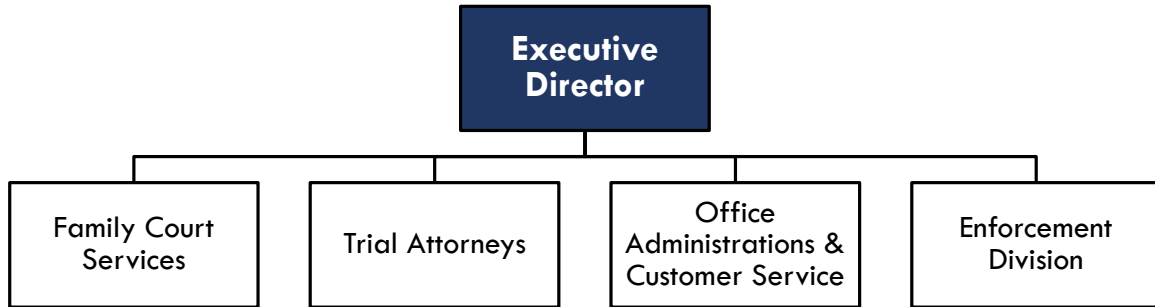 Executive
Director
Family Court
Services
Trial Attorneys
Office
Administrations &
Customer Service
Enforcement
Division